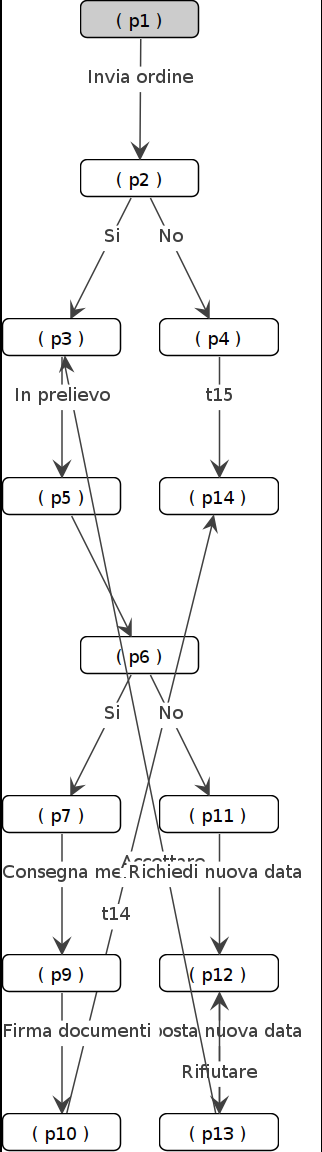 ( p1 )
Invia ordine
( p2 )
Si No
( p3 ) ( p4 )
In prelievo t15
( p5 ) ( p14 )
( p6 )
Si No
( p7 ) ( p11 )
Accettare
Consegna me Richiedi nuova data
t14
( p9 ) ( p12 )
Firma documenti posta nuova data
Rifiutare
( p10 ) ( p13 )